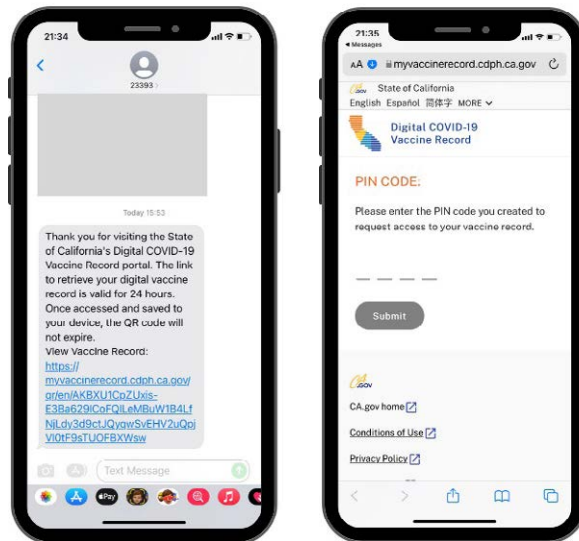 21:34
23393
Today 15:53
Thank you for visiting the State
of California's Digital COVID-19
Vaccine Record portal. The link
to retrieve your digital vaccine
record is valid for 24 hours.
Once accessed and saved to
your device, the QR code will
not expire.
View Vaccine Record:
https://
myvaccinerecord.cdph.ca.gov/
qr/en/AKBXU1CpZUxis-
Text Message
Pay
21:35
Messages
AA myvaccinerecord.cdph.ca.gov
CA.GOV State of California
English Español 简体字 MORE
Digital COVID-19
Vaccine Record
PIN CODE:
Please enter the PIN code you created to
request access to your vaccine record.
Submit
CA.GOV
CA.gov home
Conditions of Use
Privacy Policy